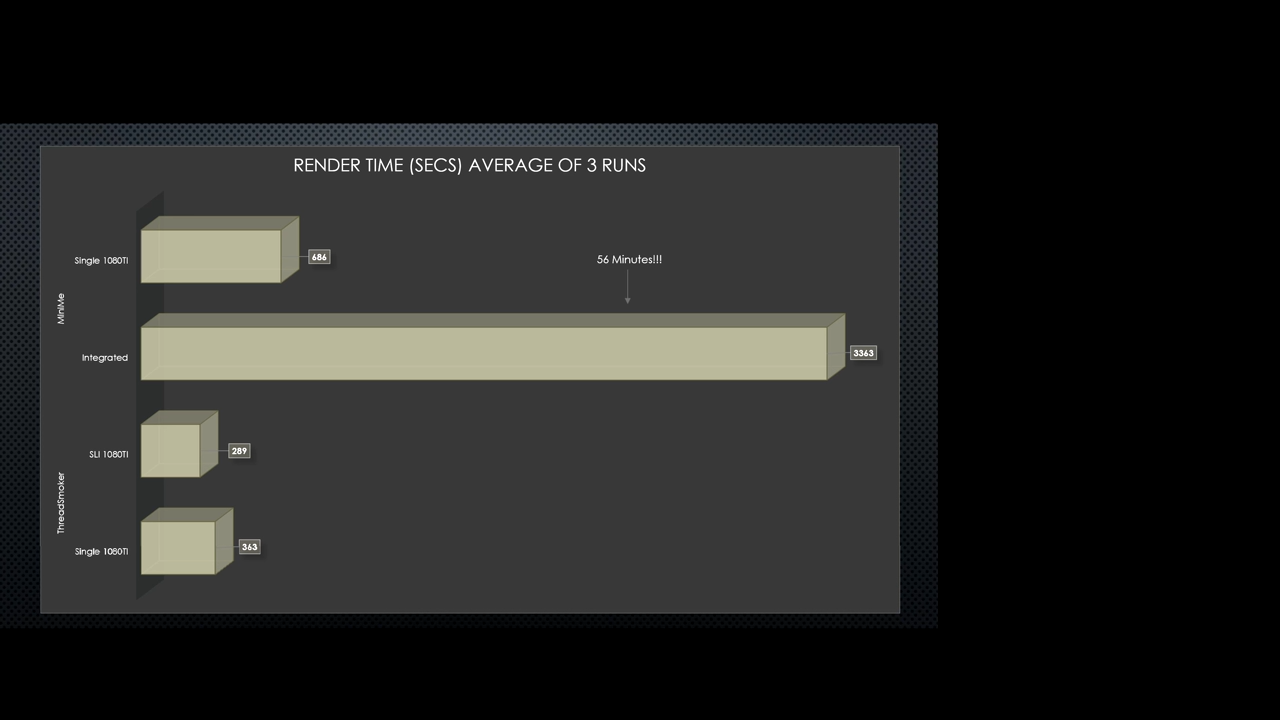 RENDER TIME (SECS) AVERAGE OF 3 RUNS
MiniMe
Single 1080TI
686
56 Minutes!!!
Integrated
3363
ThreadSmoker
SLI 1080TI
289
Single 1080TI
363